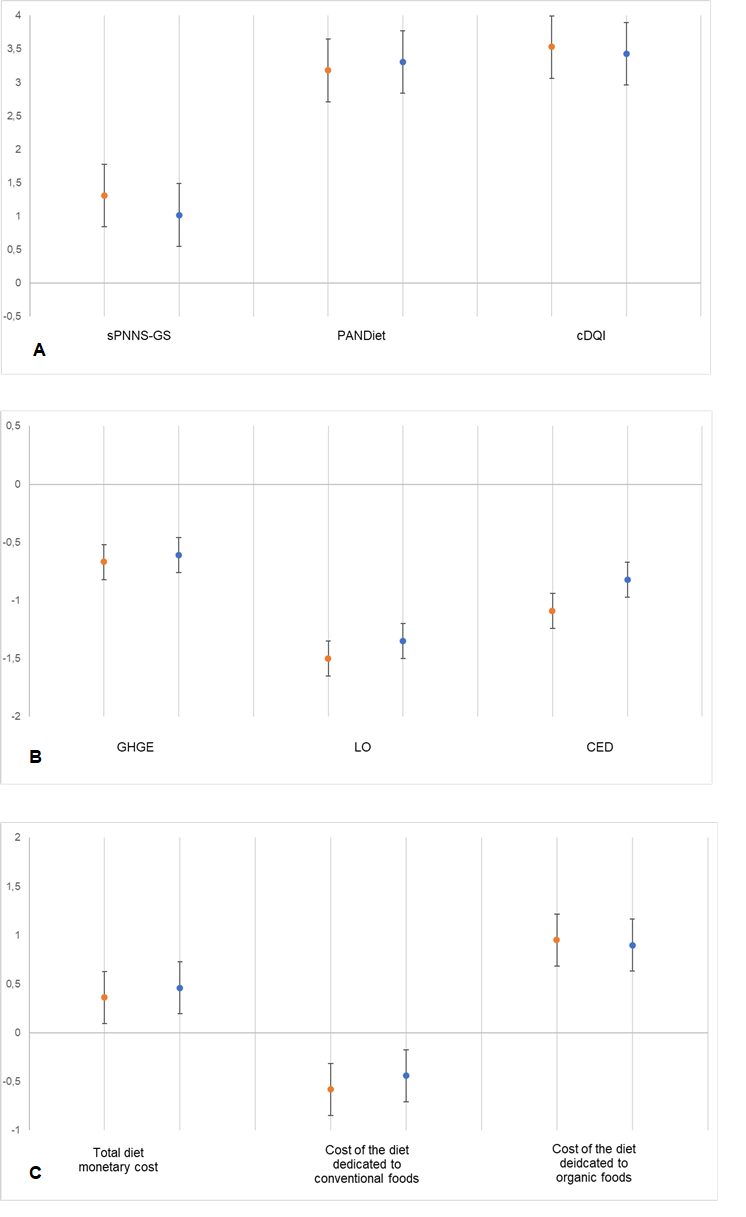 4
3,5
3
2,5
2
1,5
1
0,5
0
-0,5
sPNNS-GS PANDiet cDQI
A
0,5
0
-0,5
-1
-1,5
-2
GHGE LO CED
B
2
1,5
1
0,5
0
-0,5
-1
Total diet
monetary cost
Cost of the diet
dedicated to
conventional foods
Cost of the diet
deidcated to
organic foods
C